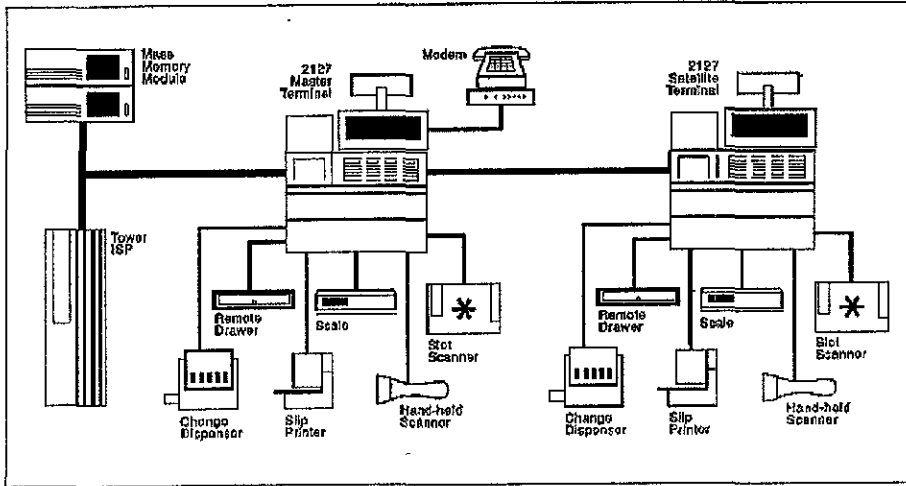 Mass
Memory
Module
2127
Master
Terminal
Modem
2127
Satellite
Terminal
Tower
ISP
Remote
Drawer
Scale
Slot
Scanner
Change
Dispenser
Slip
Printer
Hand-held
Scanner
Remote
Drawer
Scale
Slot
Scanner
Change
Dispenser
Slip
Printer
Hand-held
Scanner